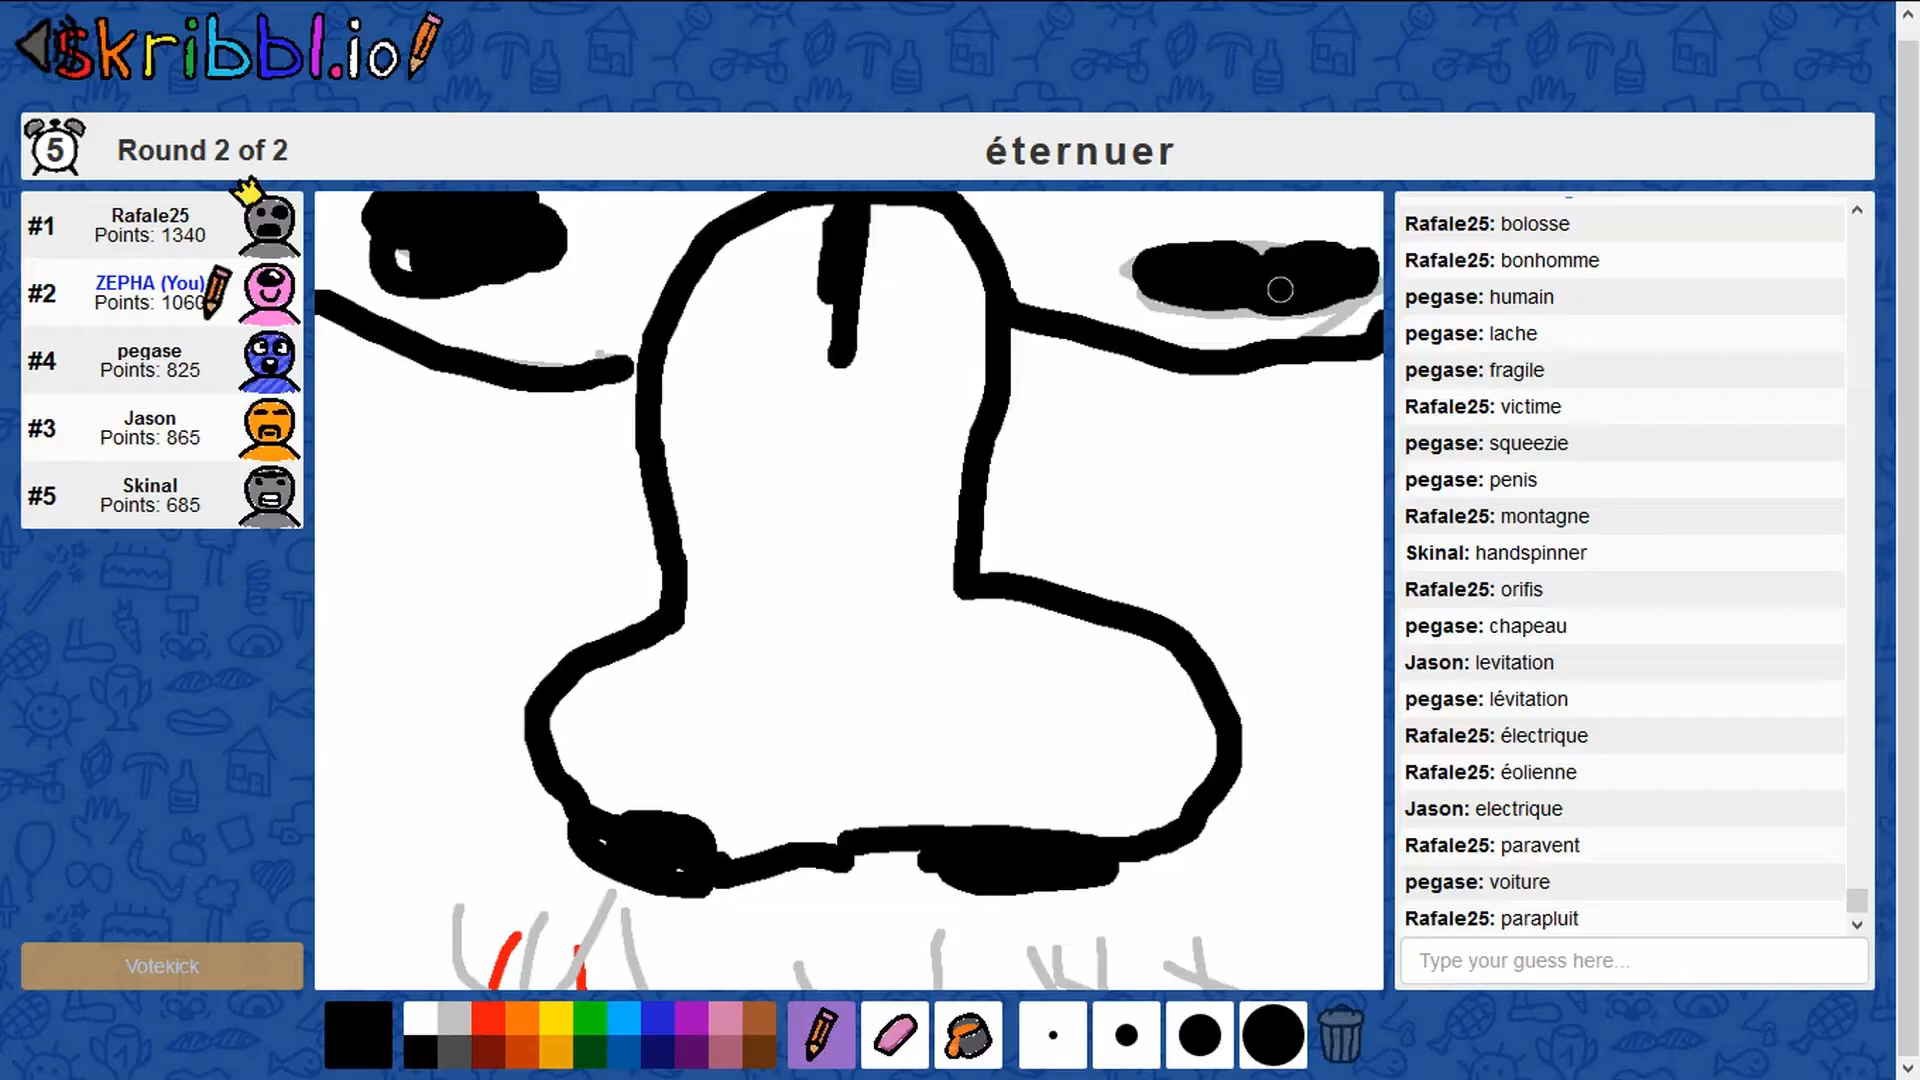 skribbl.io
5
Round 2 of 2
éternuer
#1
Rafale25
Points: 1340
#2
ZEPHA (You)
Points: 1060
#4
pegase
Points: 825
#3
Jason
Points: 865
#5
Skinal
Points: 685
Votekick
Rafale25: bolosse
Rafale25: bonhomme
pegase: humain
pegase: lache
pegase: fragile
Rafale25: victime
pegase: squeezie
pegase: penis
Rafale25: montagne
Skinal: handspinner
Rafale25: orifis
pegase: chapeau
Jason: levitation
pegase: lévitation
Rafale25: électrique
Rafale25: éolienne
Jason: electrique
Rafale25: paravent
pegase: voiture
Rafale25: parapluit
Type your guess here...